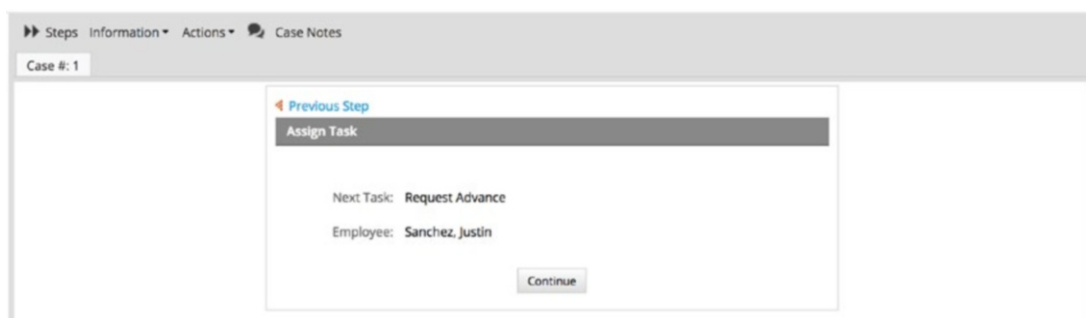 Steps Information Actions Case Notes
Case #: 1
Previous Step
Assign Task
Next Task: Request Advance
Employee: Sanchez, Justin
Continue